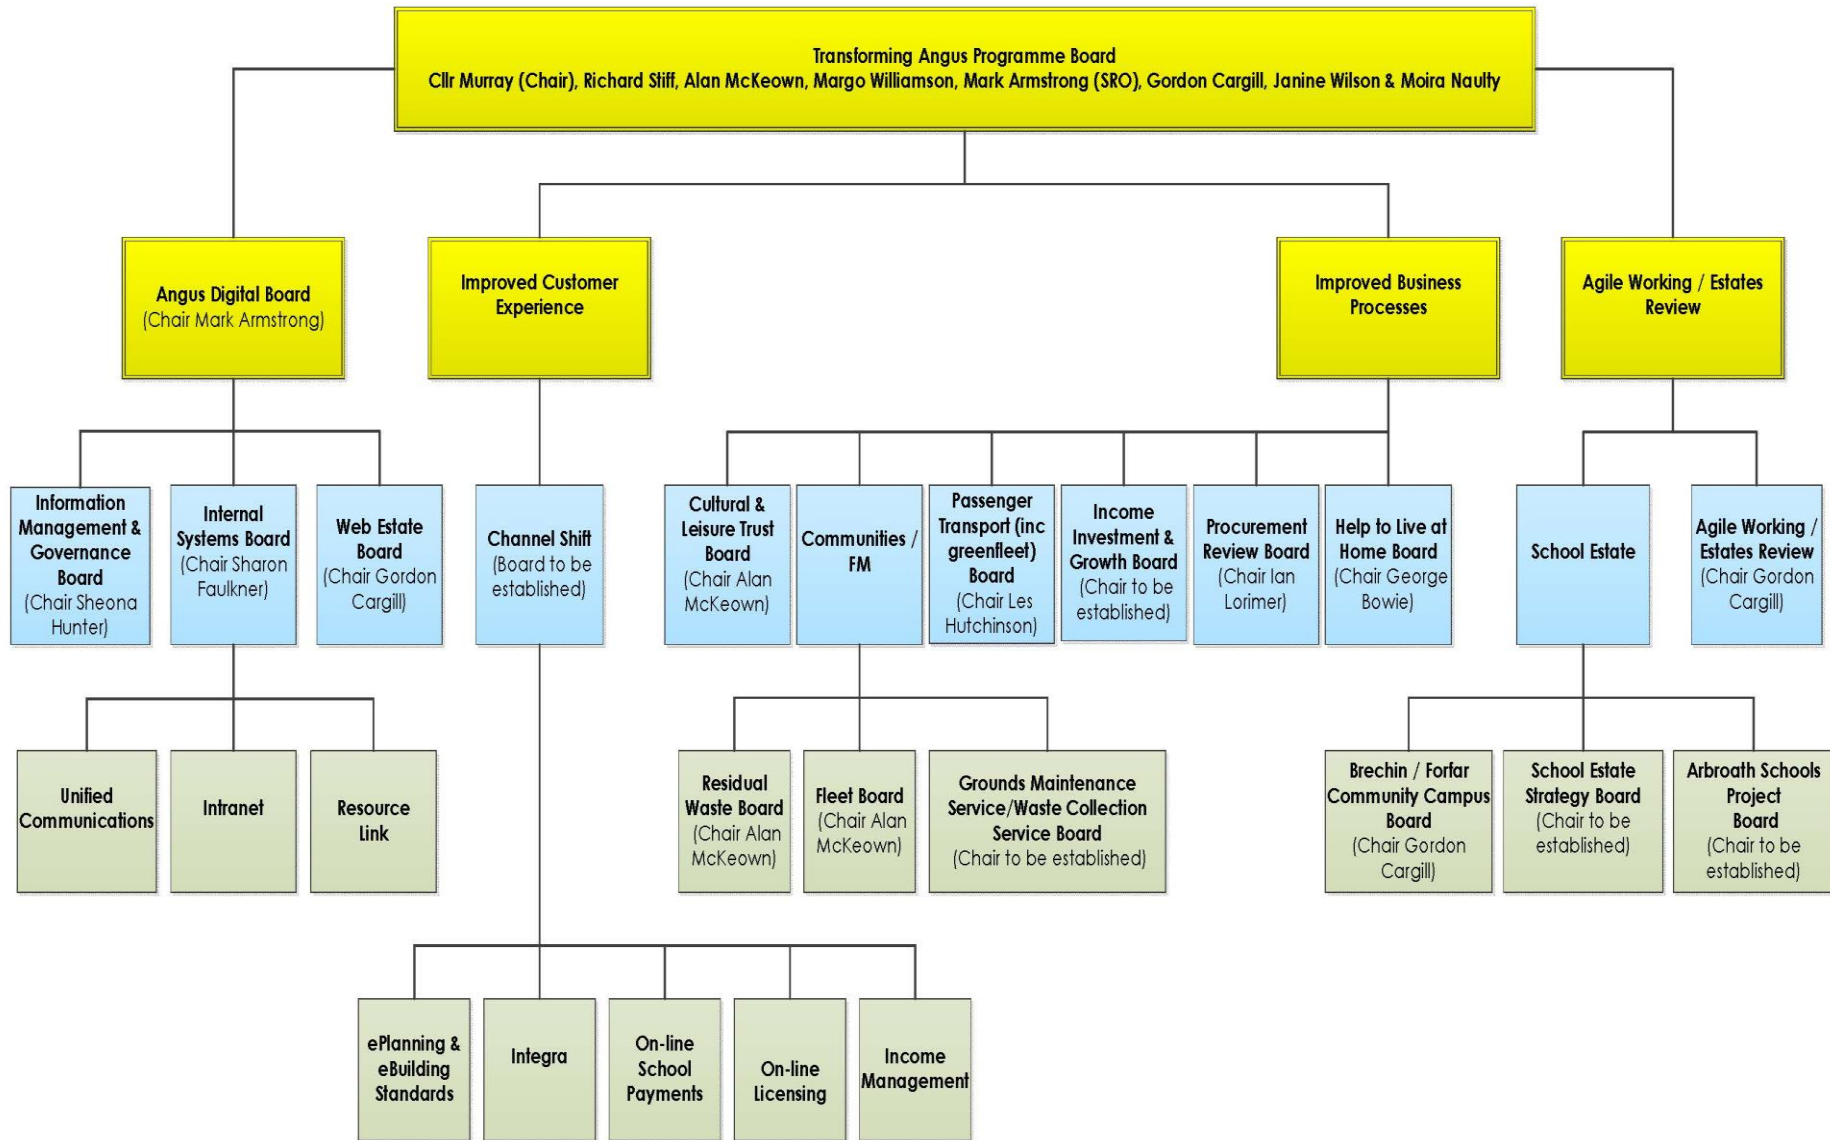 Transforming Angus Programme Board
Cllr Murray (Chair), Richard Stiff, Alan McKeown, Margo Williamson, Mark Armstrong (SRO), Gordon Cargill, Janine Wilson & Moira Naulty
Angus Digital Board
(Chair Mark Armstrong)
Improved Customer
Experience
Improved Business
Processes
Agile Working / Estates
Review
Information
Management &
Governance
Board
(Chair Sheona
Hunter)
Internal
Systems Board
(Chair Sharon
Faulkner)
Web Estate
Board
(Chair Gordon
Cargill)
Channel Shift
(Board to be
established)
Cultural &
Leisure Trust
Board
(Chair Alan
McKeown)
Communities /
FM
Passenger
Transport (inc
greenfleet)
Board
(Chair Les
Hutchinson)
Income
Investment &
Growth Board
(Chair to be
established)
Procurement
Review Board
(Chair Ian
Lorimer)
Help to Live at
Home Board
(Chair George
Bowie)
School Estate
Agile Working /
Estates Review
(Chair Gordon
Cargill)
Unified
Communications
Intranet
Resource
Link
Residual
Waste Board
(Chair Alan
McKeown)
Fleet Board
(Chair Alan
McKeown)
Grounds Maintenance
Service/Waste Collection
Service Board
(Chair to be established)
Brechin / Forfar
Community Campus
Board
(Chair Gordon
Cargill)
School Estate
Strategy Board
(Chair to be
established)
Arbroath Schools
Project
Board
(Chair to be
established)
ePlanning &
eBuilding
Standards
Integra
On-line
School
Payments
On-line
Licensing
Income
Management